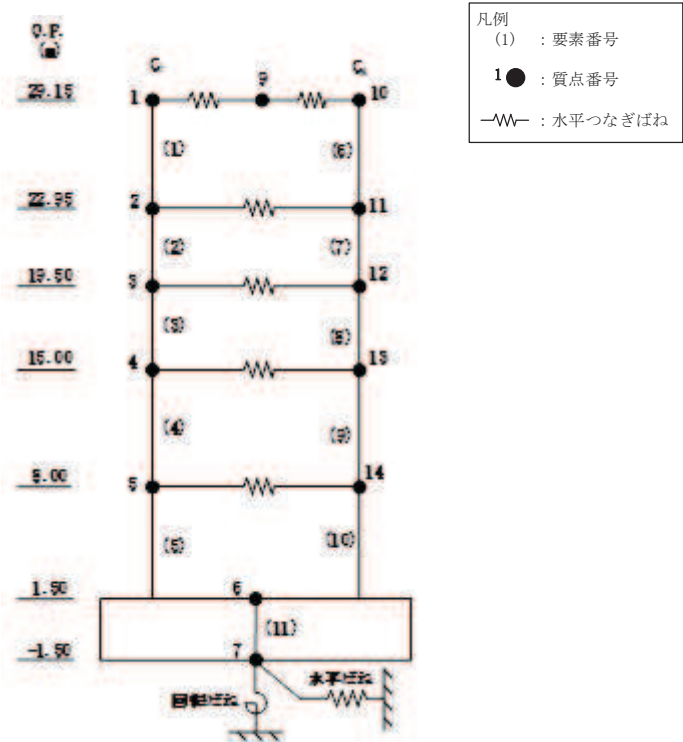 凡例
(1) : 要素番号
1 : 質点番号
: 水平つなぎばね
O.P.
(m)
29.15
22.95
19.50
15.00
8.00
1.50
-1.50
1 9 10
(1) (6)
2 11
(2) (7)
3 12
(3) (8)
4 13
(4) (9)
5 14
(5) (10)
6
(11)
7
水平ばね
回転ばね